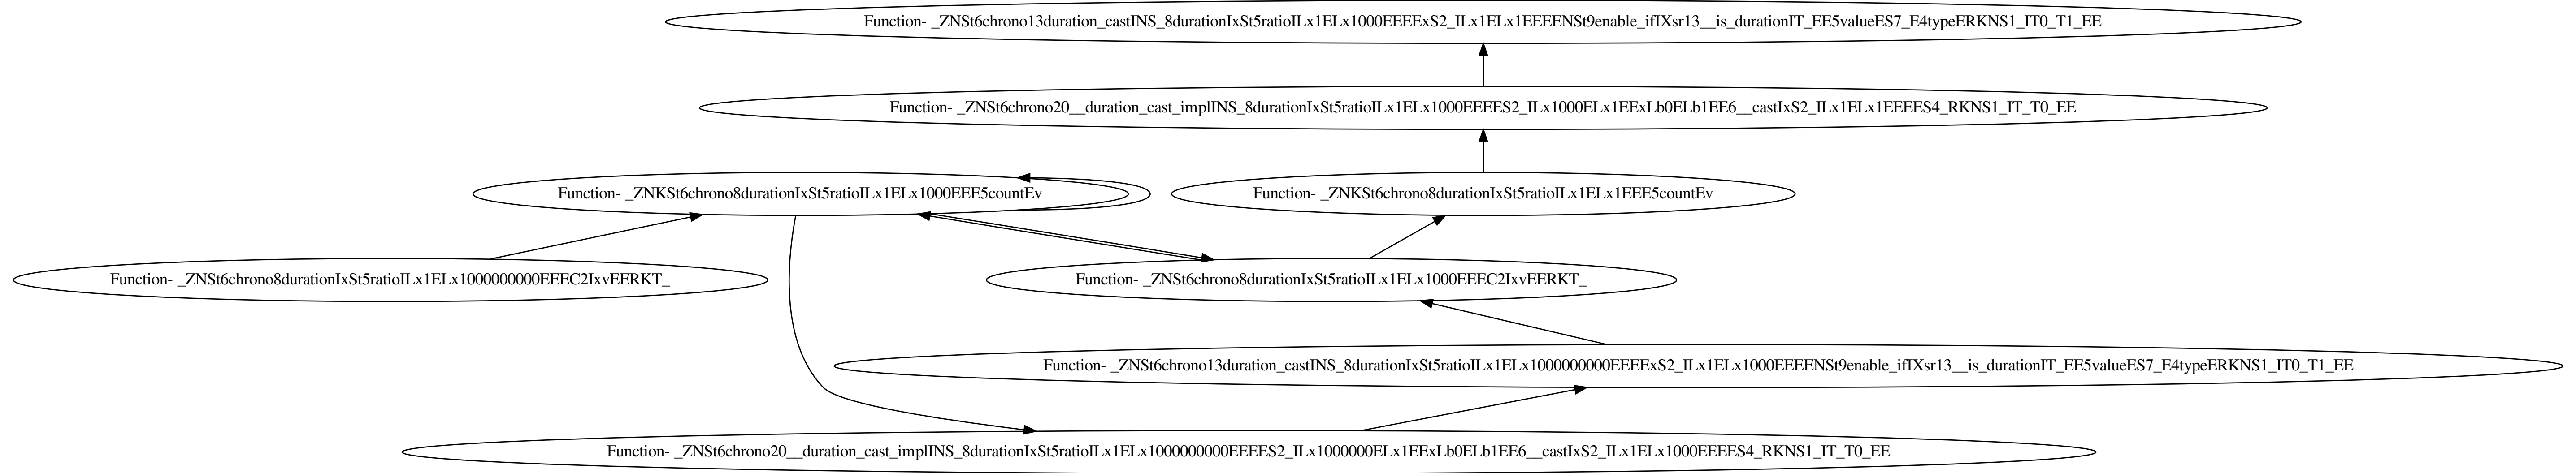 Function- _ZNSt6chrono13duration_castINS_8durationIxSt5ratioILx1ELx1000EEEExS2_ILx1ELx1EEEENSt9enable_ifIXsr13__is_durationIT_EE5valueES7_E4typeERKNS1_IT0_T1_EE
Function- _ZNSt6chrono20__duration_cast_implINS_8durationIxSt5ratioILx1ELx1000EEEES2_ILx1000ELx1EExLb0ELb1EE6__castIxS2_ILx1ELx1EEEES4_RKNS1_IT_T0_EE
Function- _ZNKSt6chrono8durationIxSt5ratioILx1ELx1000EEE5countEv
Function- _ZNKSt6chrono8durationIxSt5ratioILx1ELx1EEE5countEv
Function- _ZNSt6chrono8durationIxSt5ratioILx1ELx1000000000EEEC2IxvEERKT_
Function- _ZNSt6chrono8durationIxSt5ratioILx1ELx1000EEEC2IxvEERKT_
Function- _ZNSt6chrono13duration_castINS_8durationIxSt5ratioILx1ELx1000000000EEEExS2_ILx1ELx1000EEEENSt9enable_ifIXsr13__is_durationIT_EE5valueES7_E4typeERKNS1_IT0_T1_EE
Function- _ZNSt6chrono20__duration_cast_implINS_8durationIxSt5ratioILx1ELx1000000000EEEES2_ILx1000000ELx1EExLb0ELb1EE6__castIxS2_ILx1ELx1000EEEES4_RKNS1_IT_T0_EE